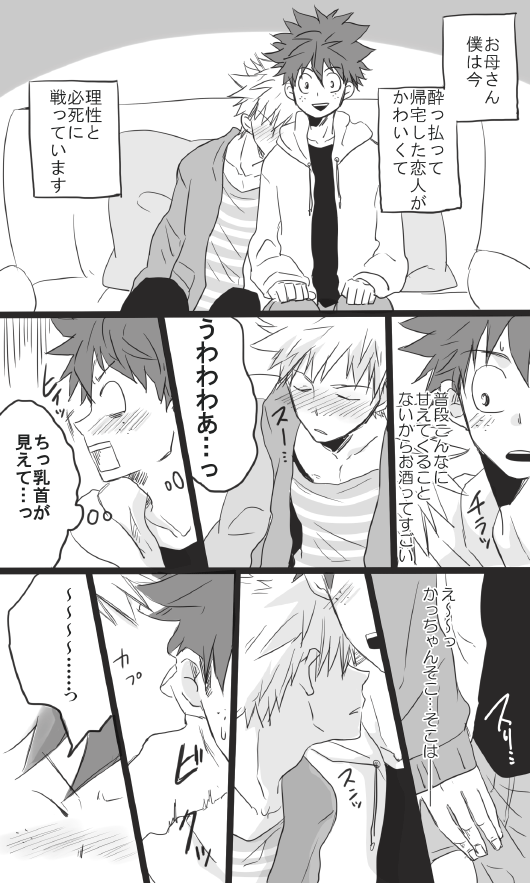 お母さん
僕は今
酔っ払って
帰宅した恋人が
かわいくて
理性と
必死に
戦っています
普段こんなに
甘えてくること
ないからお酒ってすごい
チラッ
うわわわあ…っ
スー…
ちっ乳首が
見えて…っ
え～～っ
かっちゃんそこ…そこは――
スリ…
スンッ
カプ
ビクッ
～～～～……っ